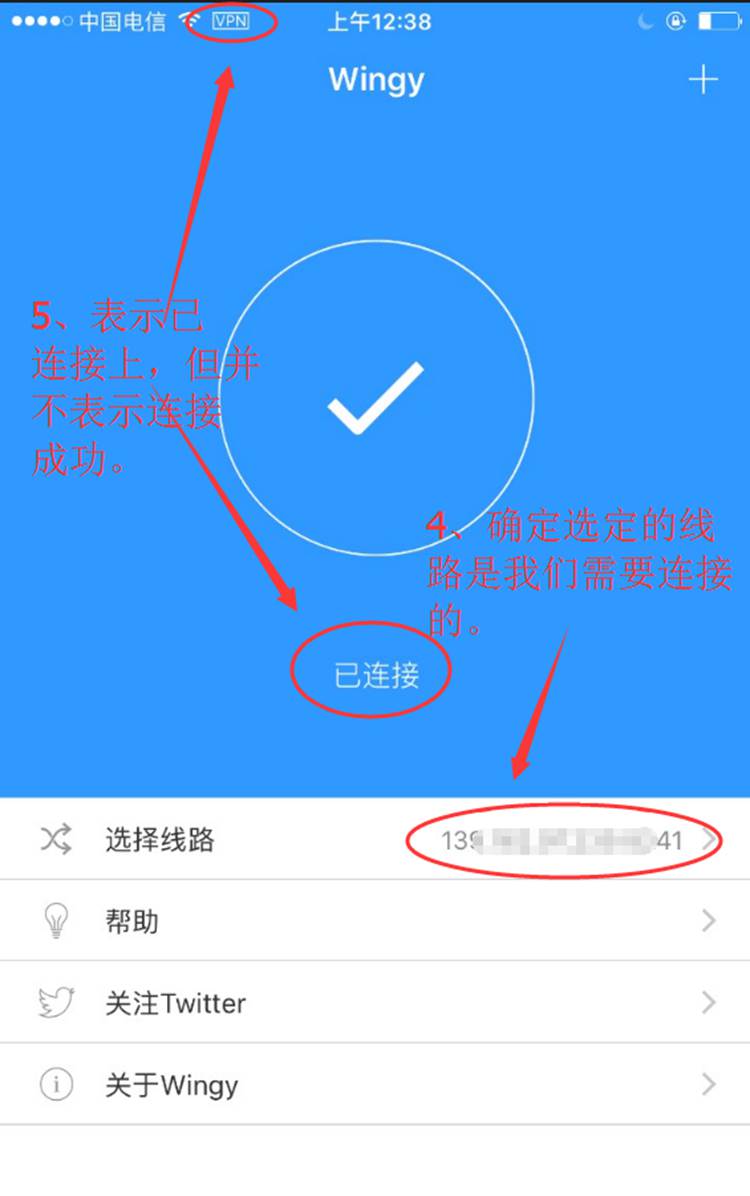 中国电信 VPN 上午12:38
Wingy
5、表示已
连接上，但并
不表示连接
成功。
4、确定选定的线
路是我们需要连接
的。
已连接
选择线路 139 41
帮助
关注Twitter
关于Wingy